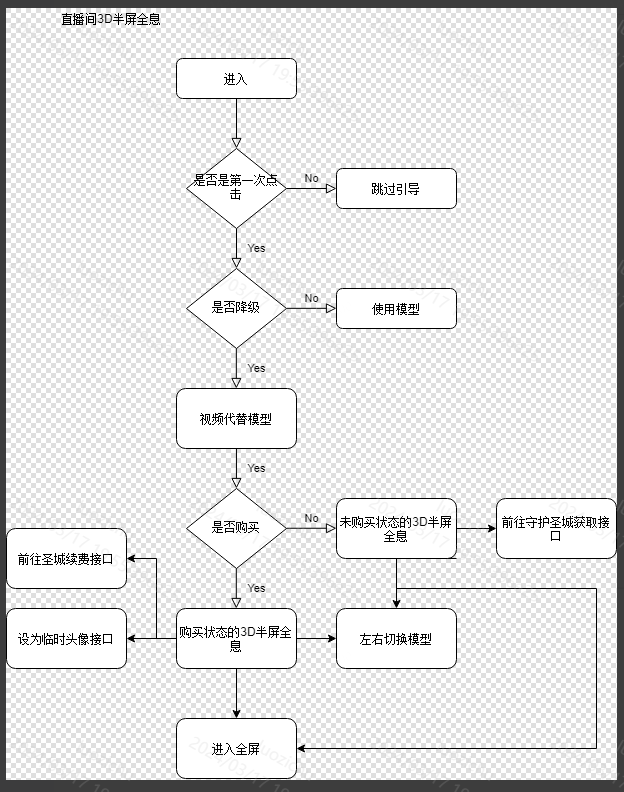 直播间3D半屏全息
进入
是否是第一次点
击
No
跳过引导
Yes
是否降级
No
使用模型
Yes
视频代替模型
Yes
是否购买
No
未购买状态的3D半屏
全息
前往守护圣城获取接
口
前往圣城续费接口
Yes
设为临时头像接口
购买状态的3D半屏全
息
左右切换模型
进入全屏